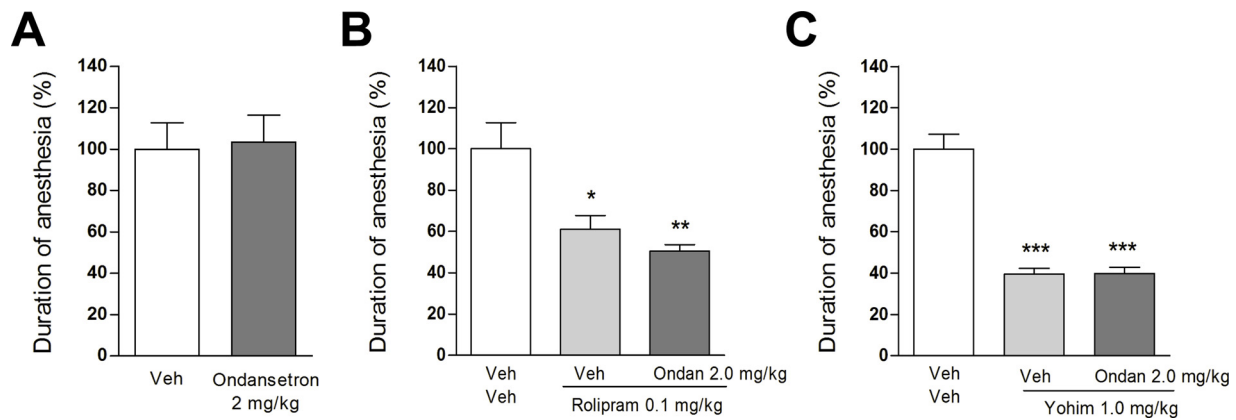 A
Duration of anesthesia (%)
140
120
100
80
60
40
20
0
Veh
Ondansetron
2 mg/kg
B
Duration of anesthesia (%)
140
120
100
80
60
40
20
0
*
**
Veh
Veh
Veh
Ondan 2.0 mg/kg
Rolipram 0.1 mg/kg
C
Duration of anesthesia (%)
140
120
100
80
60
40
20
0
***
***
Veh
Veh
Veh
Ondan 2.0 mg/kg
Yohim 1.0 mg/kg